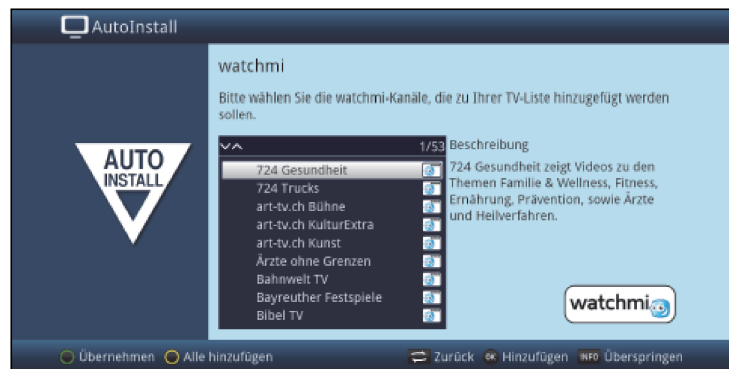 AutoInstall
watchmi
Bitte wählen Sie die watchmi-Kanäle, die zu Ihrer TV-Liste hinzugefügt werden
sollen.
AUTO
INSTALL
1/53
724 Gesundheit
724 Trucks
art-tv.ch Bühne
art-tv.ch KulturExtra
art-tv.ch Kunst
Ärzte ohne Grenzen
Bahnwelt TV
Bayreuther Festspiele
Bibel TV
Beschreibung
724 Gesundheit zeigt Videos zu den
Themen Familie & Wellness, Fitness,
Ernährung, Prävention, sowie Ärzte
und Heilverfahren.
watchmi
Übernehmen Alle hinzufügen Zurück OK Hinzufügen INFO Überspringen